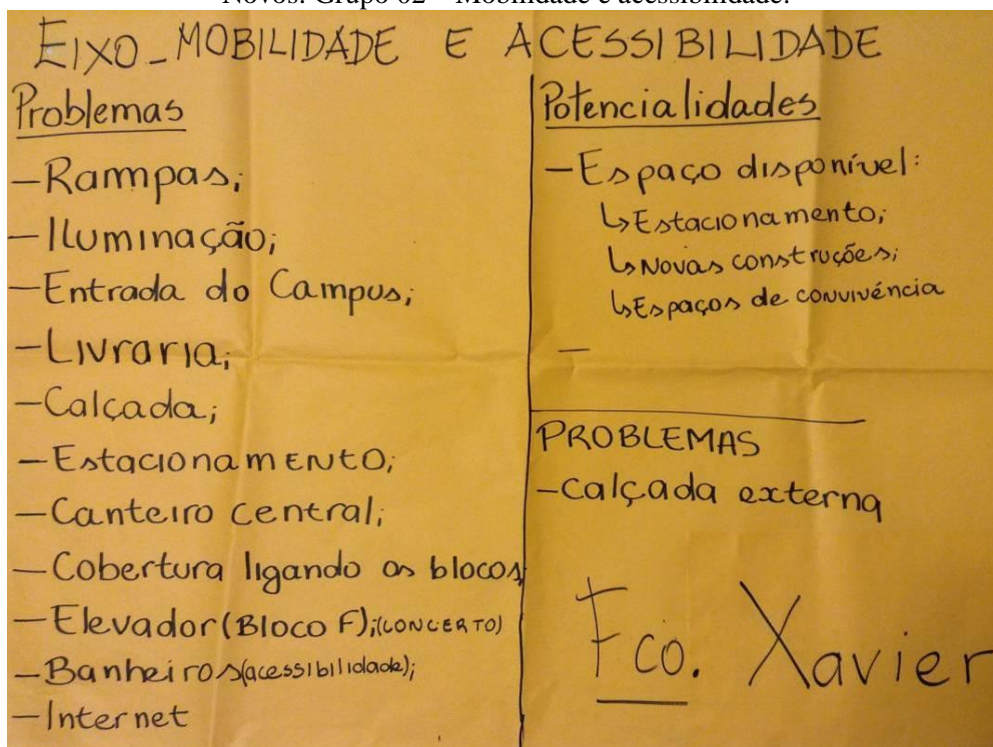 Novos: Grupo 02 – Mobilidade e acessibilidade.
EIXO - MOBILIDADE E ACESSIBILIDADE
Problemas
- Rampas;
- Iluminação;
- Entrada do Campus;
- Livraria;
- Calçada;
- Estacionamento;
- Canteiro central;
- Cobertura ligando os blocos
- Elevador (Bloco F); (CONCERTO)
- Banheiros (acessibilidade);
- Internet
Potencialidades
- Espaço disponível:
↳ Estacionamento;
↳ Novas construções;
↳ Espaços de convivência
-
PROBLEMAS
- calçada externa
Fco. Xavier